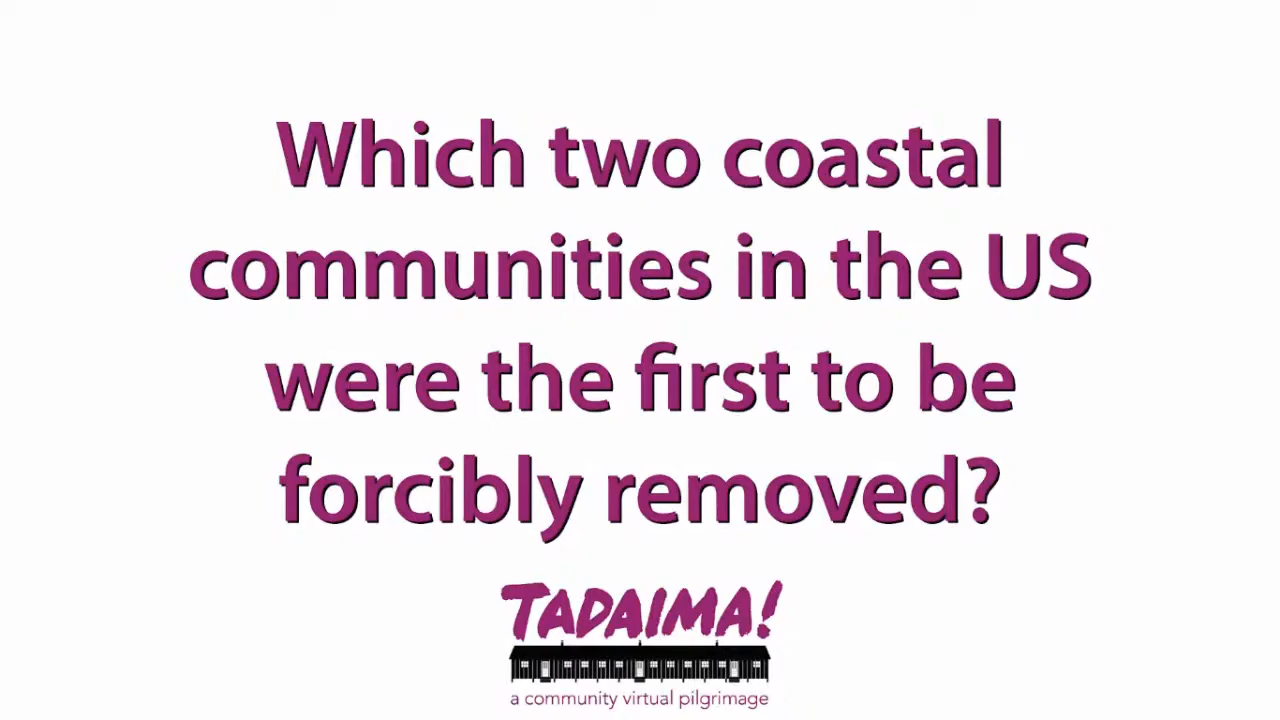 Which two coastal
communities in the US
were the first to be
forcibly removed?
TADAIMA!
a community virtual pilgrimage